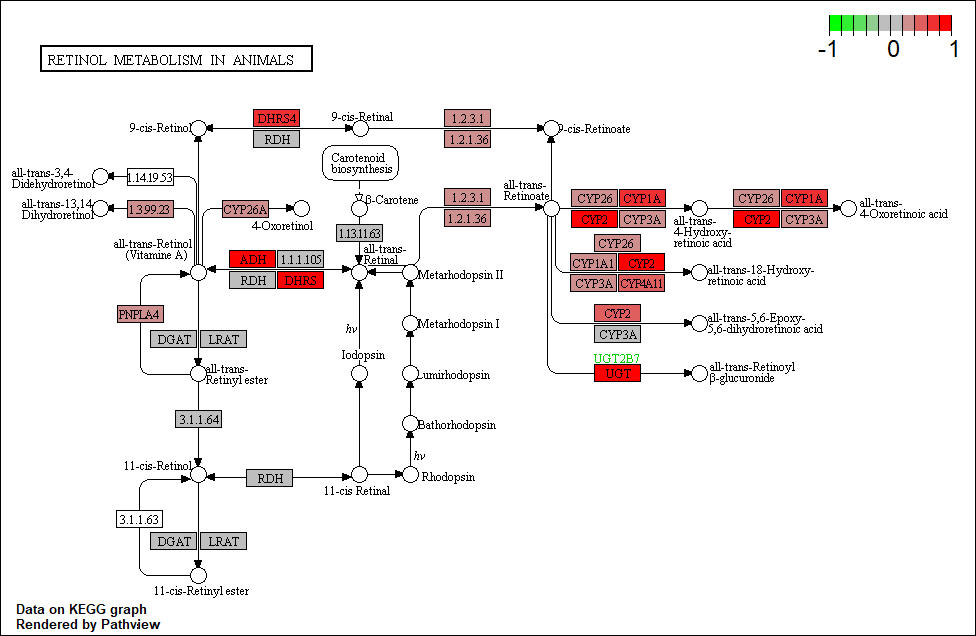 -1 0 1
RETINOL METABOLISM IN ANIMALS
9-cis-Retinol
DHRS4
RDH
9-cis-Retinal
1.2.3.1
1.2.1.36
9-cis-Retinoate
Carotenoid
biosynthesis
all-trans-3,4-
Didehydroretinol
1.14.19.53
all-trans-13,14-
Dihydroretinol
1.3.99.23
CYP26A
4-Oxoretinol
β-Carotene
1.13.11.63
all-trans-
Retinal
1.2.3.1
1.2.1.36
all-trans-
Retinoate
CYP26 CYP1A
CYP2 CYP3A
all-trans-
4-Hydroxy-
retinoic acid
CYP26 CYP1A
CYP2 CYP3A
all-trans-
4-Oxoretinoic acid
all-trans-Retinol
(Vitamine A)
ADH 1.1.1.105
RDH DHRS
Metarhodopsin II
CYP26
CYP1A1 CYP2
CYP3A CYP4A11
all-trans-18-Hydroxy-
retinoic acid
PNPLA4
DGAT LRAT
hv
Iodopsin
Metarhodopsin I
CYP2
CYP3A
all-trans-5,6-Epoxy-
5,6-dihydroretinoic acid
all-trans-
Retinyl ester
Lumirhodopsin
UGT2B7
UGT
all-trans-Retinoyl
β-glucuronide
3.1.1.64
Bathorhodopsin
hv
11-cis-Retinol
RDH
11-cis Retinal
Rhodopsin
3.1.1.63
DGAT LRAT
11-cis-Retinyl ester
Data on KEGG graph
Rendered by Pathview